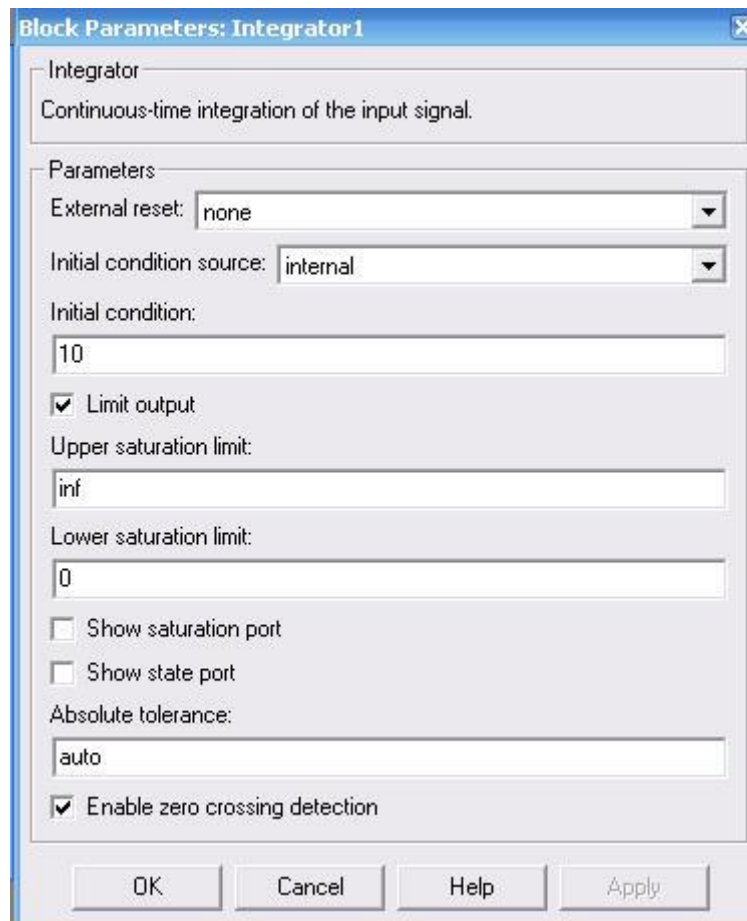 Block Parameters: Integrator1
Integrator
Continuous-time integration of the input signal.
Parameters
External reset: none
Initial condition source: internal
Initial condition:
10
Limit output
Upper saturation limit:
inf
Lower saturation limit:
0
Show saturation port
Show state port
Absolute tolerance:
auto
Enable zero crossing detection
OK Cancel Help Apply